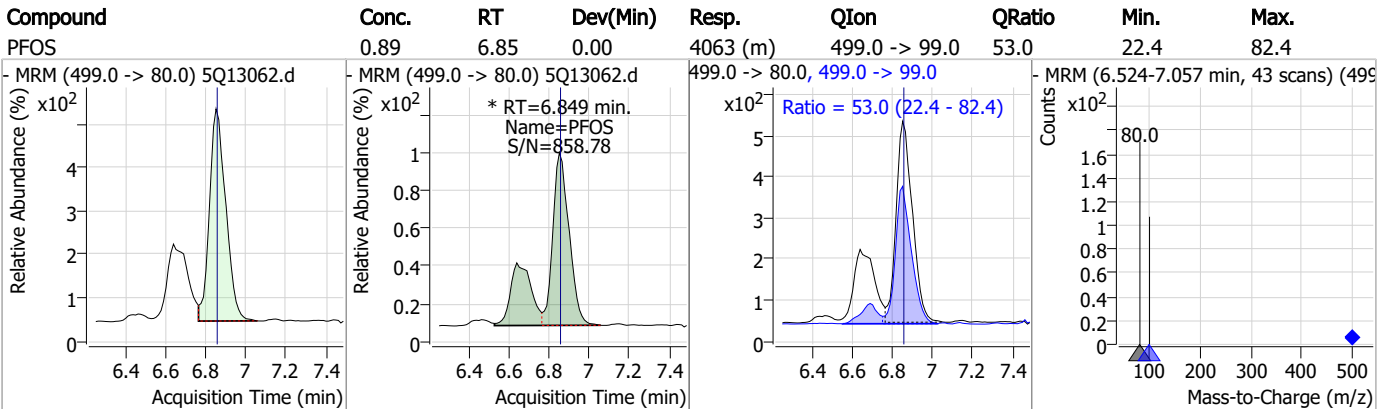 Compound Conc. RT Dev(Min) Resp. QIon QRatio Min. Max.
PFOS 0.89 6.85 0.00 4063 (m) 499.0 -> 99.0 53.0 22.4 82.4
- MRM (499.0 -> 80.0) 5Q13062.d
x10²
Relative Abundance (%)
4
3
2
1
0
6.4 6.6 6.8 7 7.2 7.4
Acquisition Time (min)
- MRM (499.0 -> 80.0) 5Q13062.d
x10²
* RT=6.849 min.
Name=PFOS
S/N=858.78
Relative Abundance (%)
1
0.8
0.6
0.4
0.2
0
6.4 6.6 6.8 7 7.2 7.4
Acquisition Time (min)
499.0 -> 80.0, 499.0 -> 99.0
x10²
Ratio = 53.0 (22.4 - 82.4)
Relative Abundance (%)
5
4
3
2
1
0
6.4 6.6 6.8 7 7.2 7.4
Acquisition Time (min)
- MRM (6.524-7.057 min, 43 scans) (499
x10²
80.0
Counts
1.6
1.4
1.2
1
0.8
0.6
0.4
0.2
0
100 200 300 400 500
Mass-to-Charge (m/z)